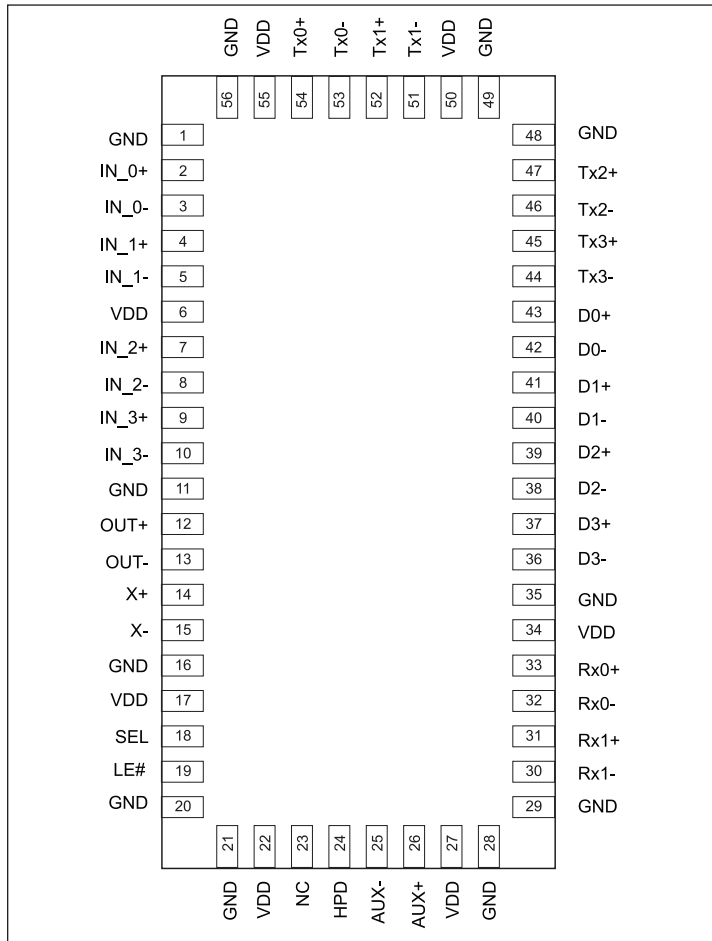 GND VDD Tx0+ Tx0- Tx1+ Tx1- VDD GND
56 55 54 53 52 51 50 49
GND 1 48 GND
IN_0+ 2 47 Tx2+
IN_0- 3 46 Tx2-
IN_1+ 4 45 Tx3+
IN_1- 5 44 Tx3-
VDD 6 43 D0+
IN_2+ 7 42 D0-
IN_2- 8 41 D1+
IN_3+ 9 40 D1-
IN_3- 10 39 D2+
GND 11 38 D2-
OUT+ 12 37 D3+
OUT- 13 36 D3-
X+ 14 35 GND
X- 15 34 VDD
GND 16 33 Rx0+
VDD 17 32 Rx0-
SEL 18 31 Rx1+
LE# 19 30 Rx1-
GND 20 29 GND
21 22 23 24 25 26 27 28
GND VDD NC HPD AUX- AUX+ VDD GND